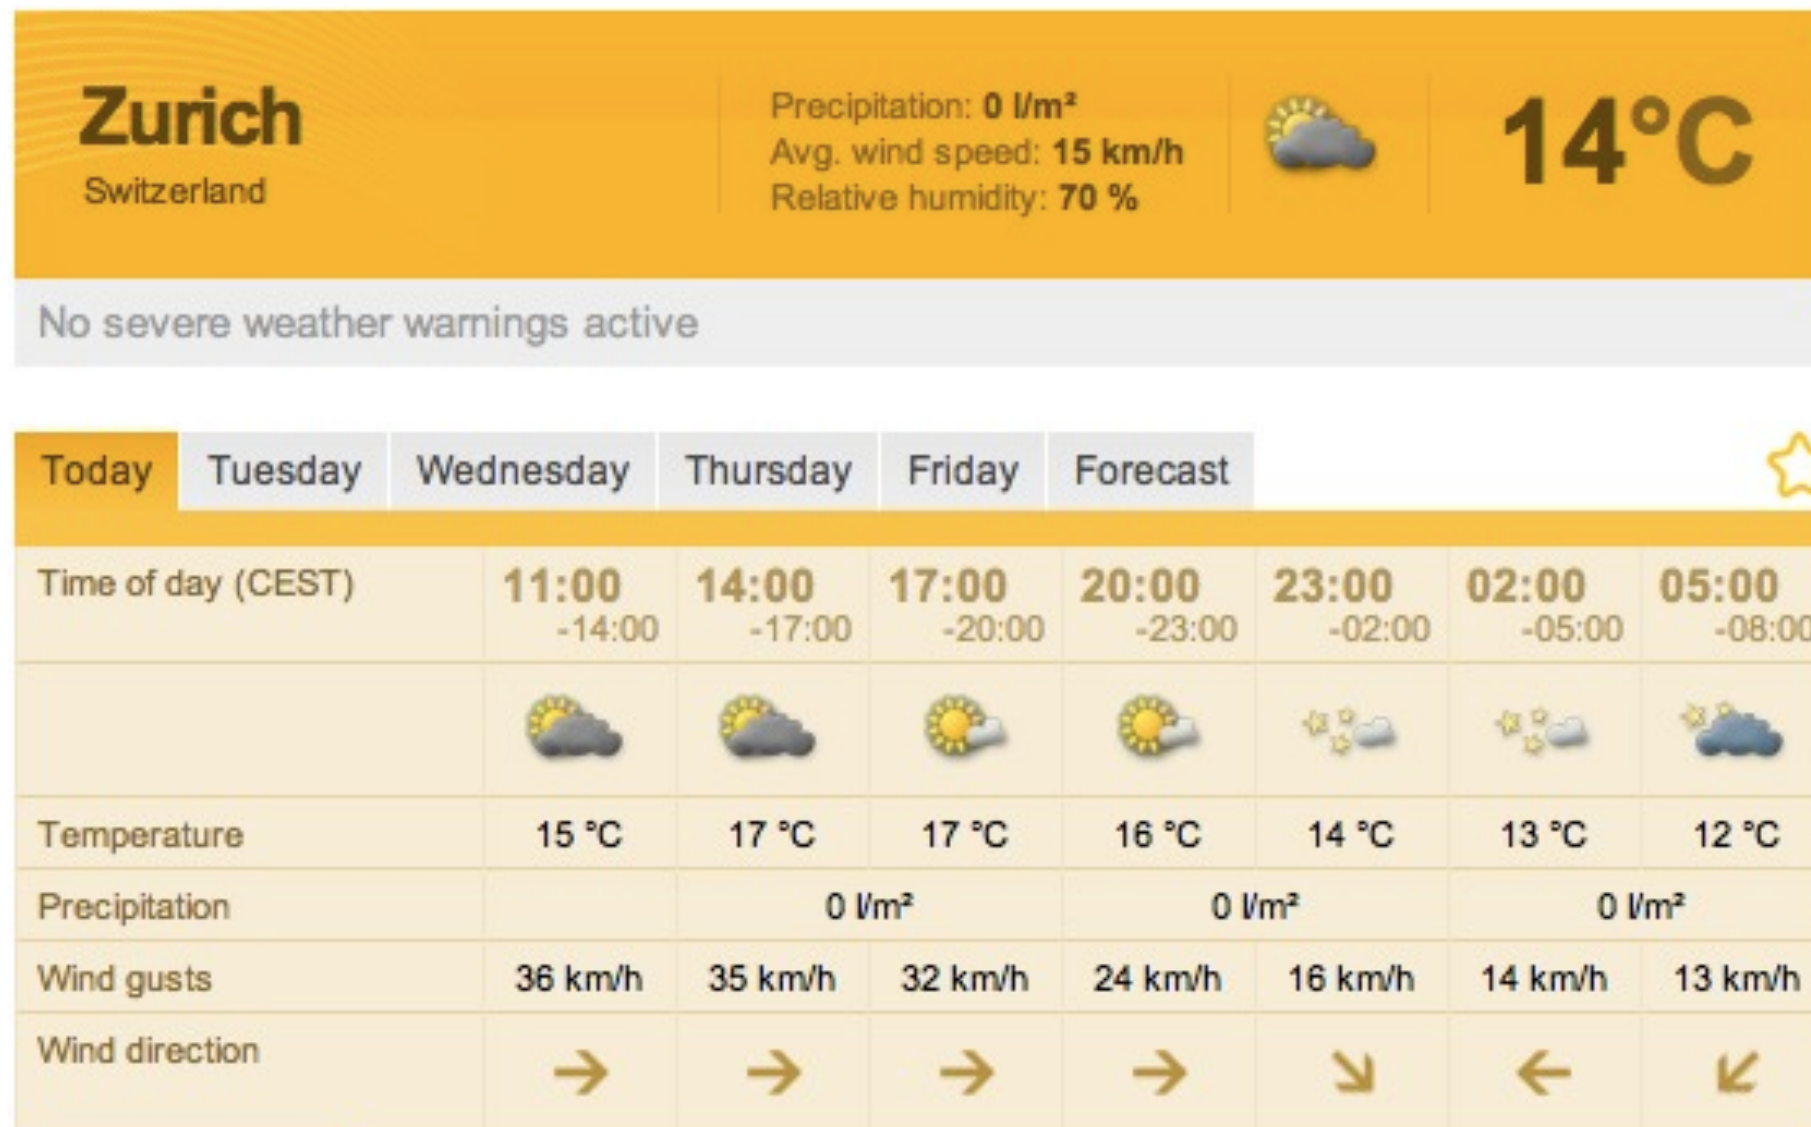 Zurich
Switzerland
Precipitation: 0 l/m²
Avg. wind speed: 15 km/h
Relative humidity: 70 %
14°C
No severe weather warnings active
Today Tuesday Wednesday Thursday Friday Forecast
Time of day (CEST) 11:00 14:00 17:00 20:00 23:00 02:00 05:00
-14:00 -17:00 -20:00 -23:00 -02:00 -05:00 -08:00
Temperature 15 °C 17 °C 17 °C 16 °C 14 °C 13 °C 12 °C
Precipitation 0 l/m² 0 l/m² 0 l/m²
Wind gusts 36 km/h 35 km/h 32 km/h 24 km/h 16 km/h 14 km/h 13 km/h
Wind direction